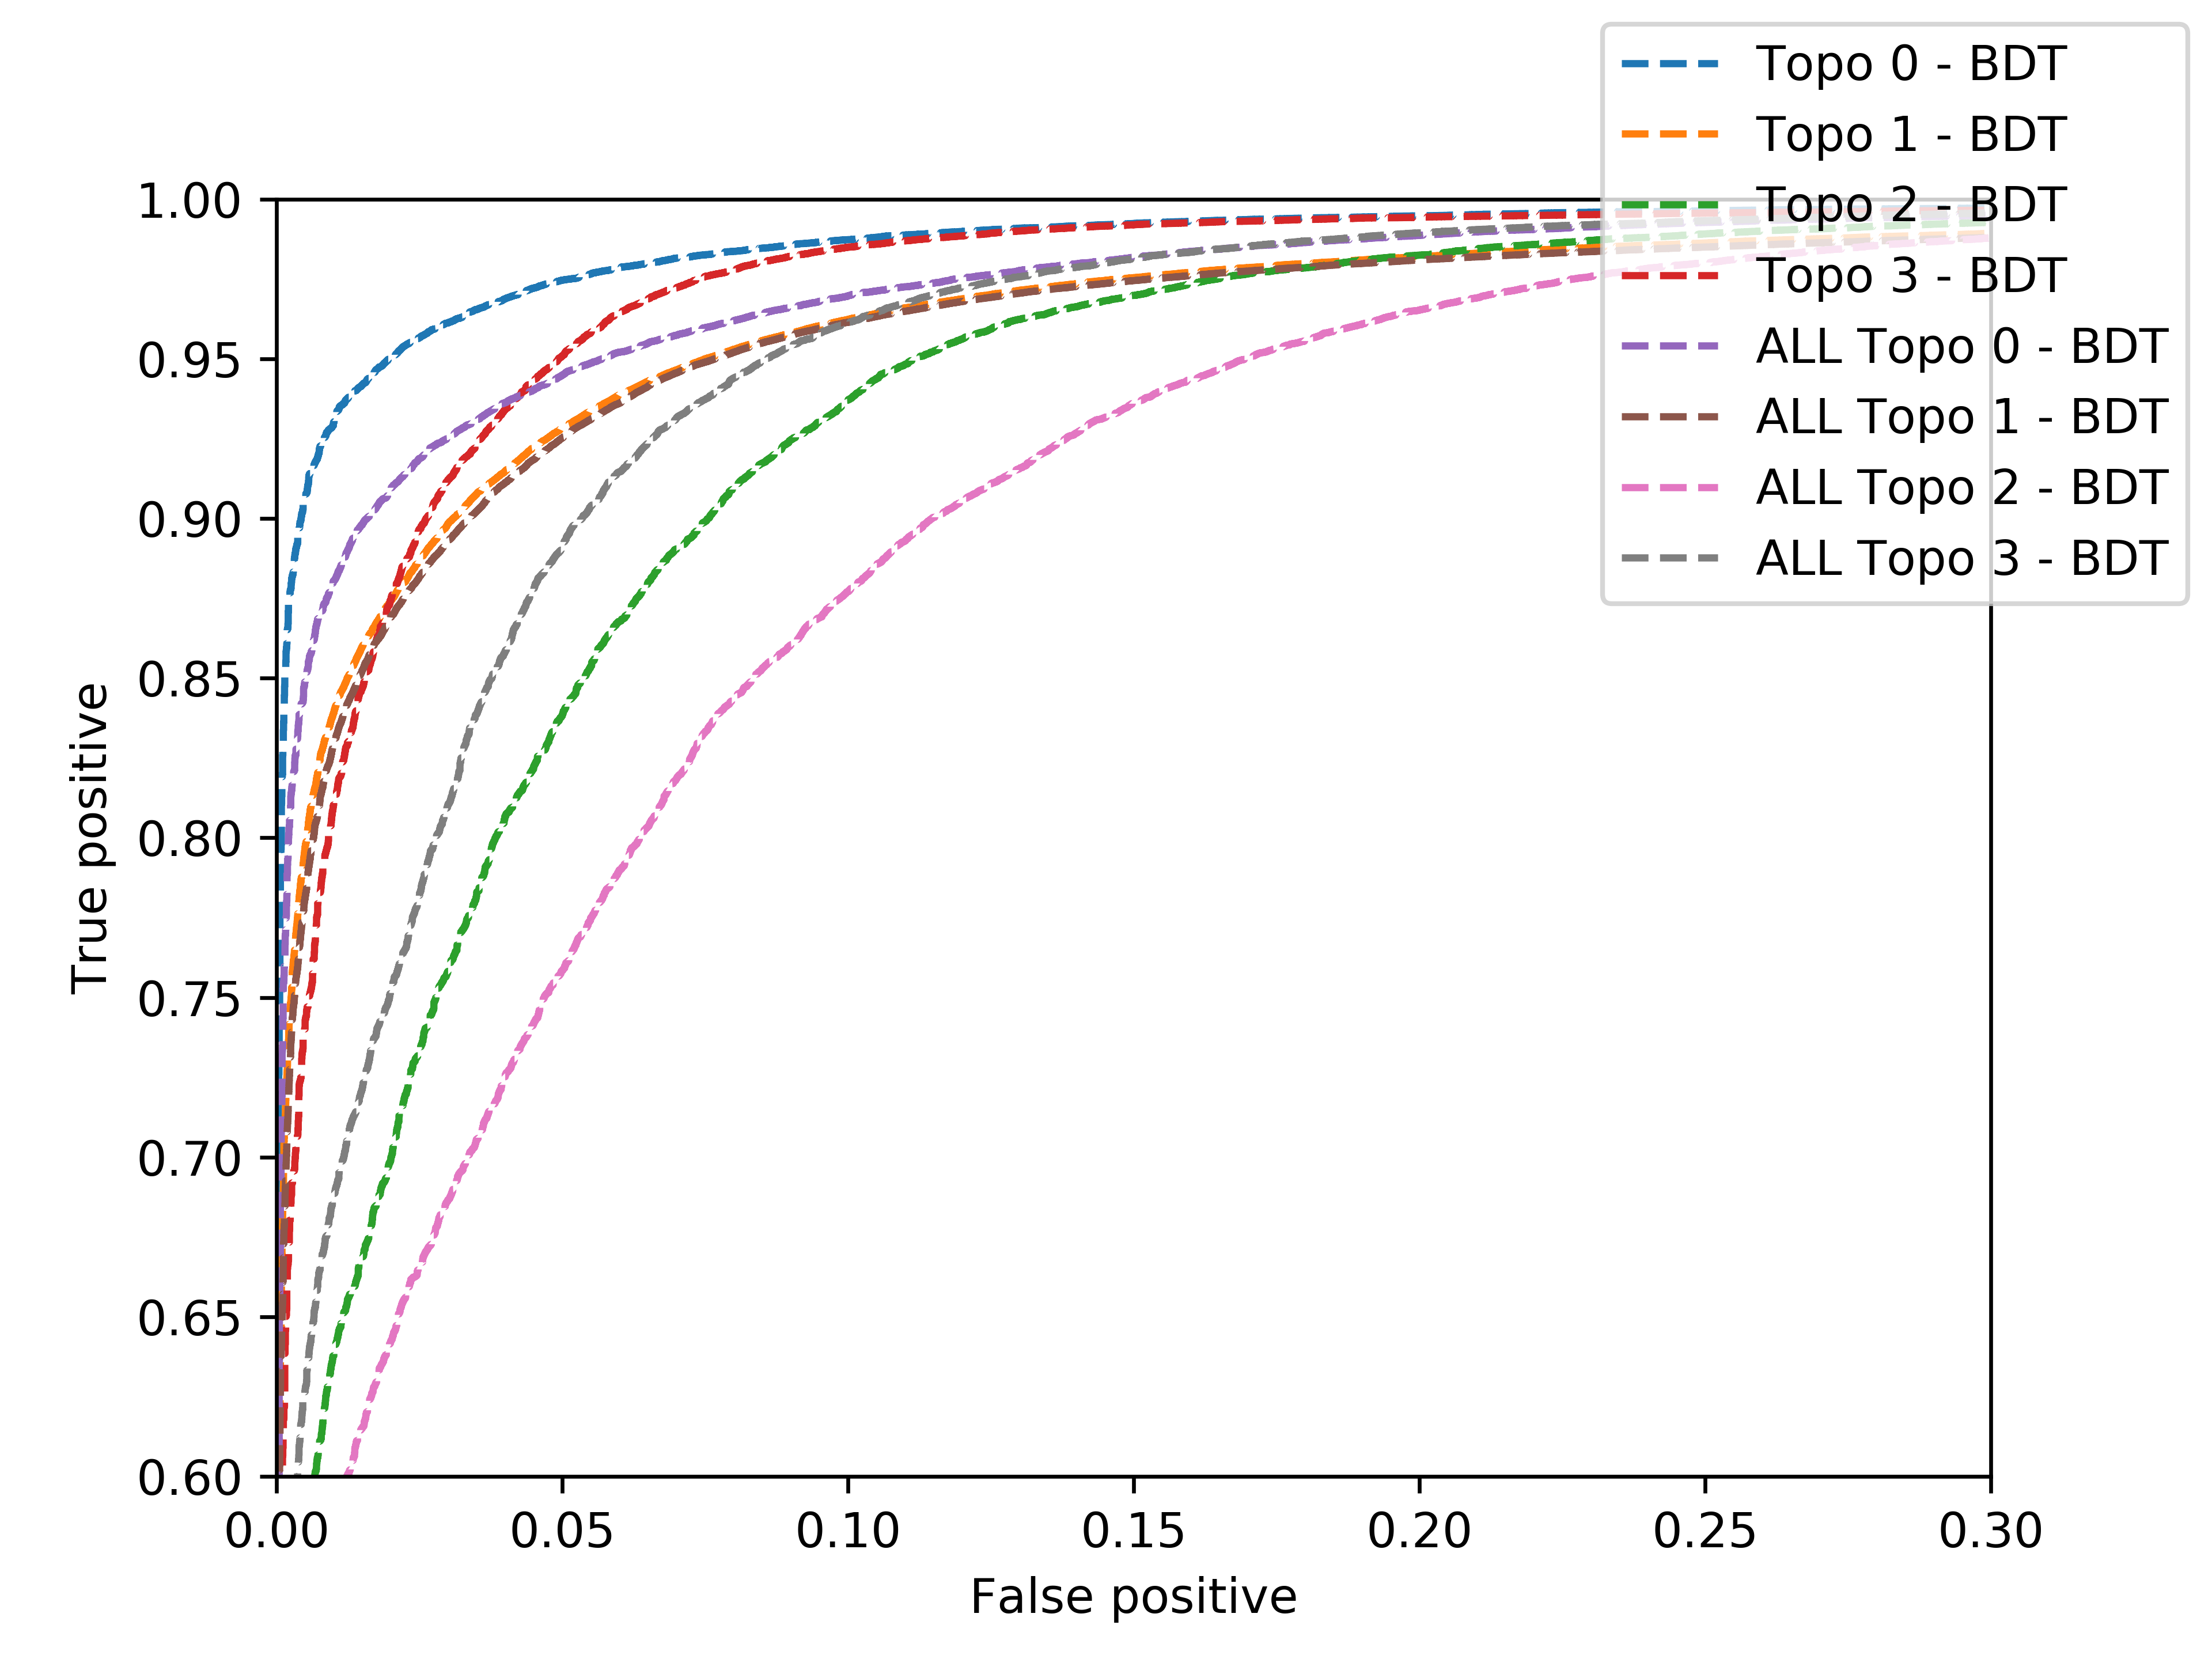 Topo 0 - BDT
Topo 1 - BDT
Topo 2 - BDT
Topo 3 - BDT
ALL Topo 0 - BDT
ALL Topo 1 - BDT
ALL Topo 2 - BDT
ALL Topo 3 - BDT
1.00
0.95
0.90
0.85
0.80
0.75
0.70
0.65
0.60
True positive
0.00 0.05 0.10 0.15 0.20 0.25 0.30
False positive